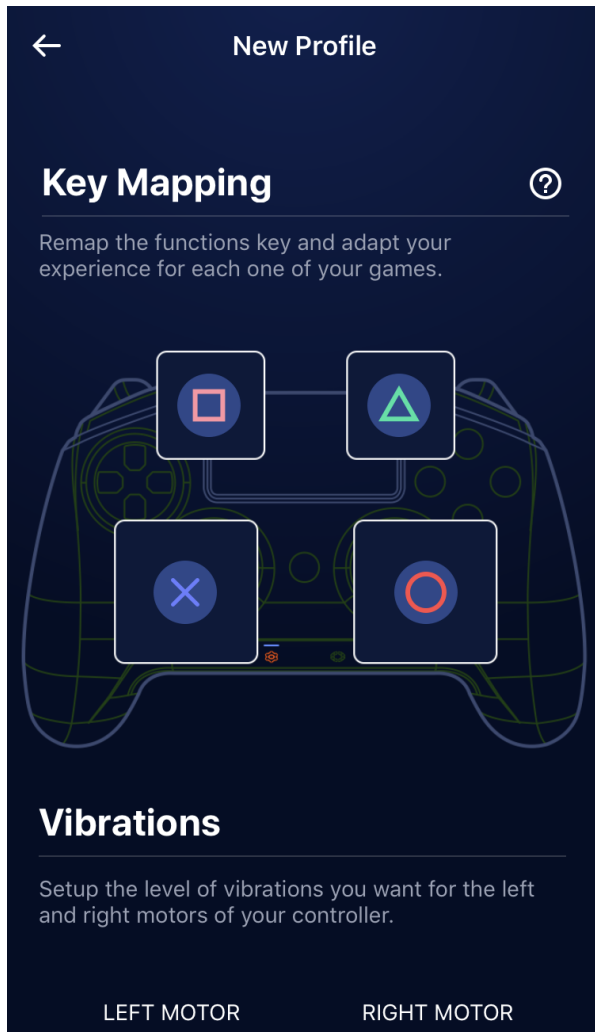 New Profile
Key Mapping
Remap the functions key and adapt your
experience for each one of your games.
Vibrations
Setup the level of vibrations you want for the left
and right motors of your controller.
LEFT MOTOR
RIGHT MOTOR